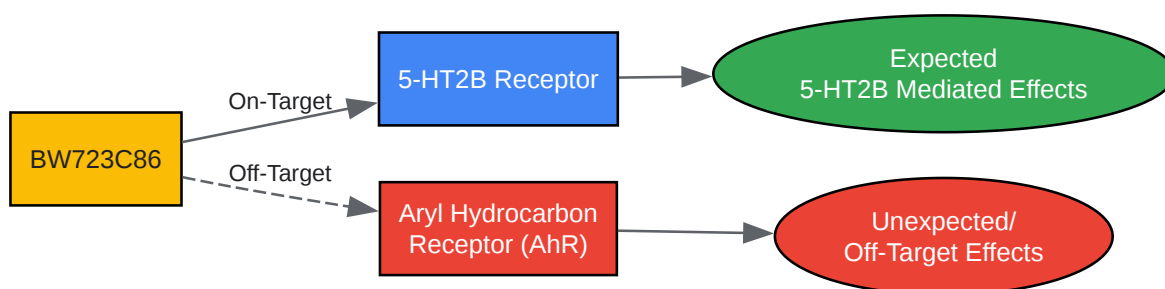 BW723C86
On-Target
Off-Target
5-HT2B Receptor
Aryl Hydrocarbon
Receptor (AhR)
Expected
5-HT2B Mediated Effects
Unexpected/
Off-Target Effects